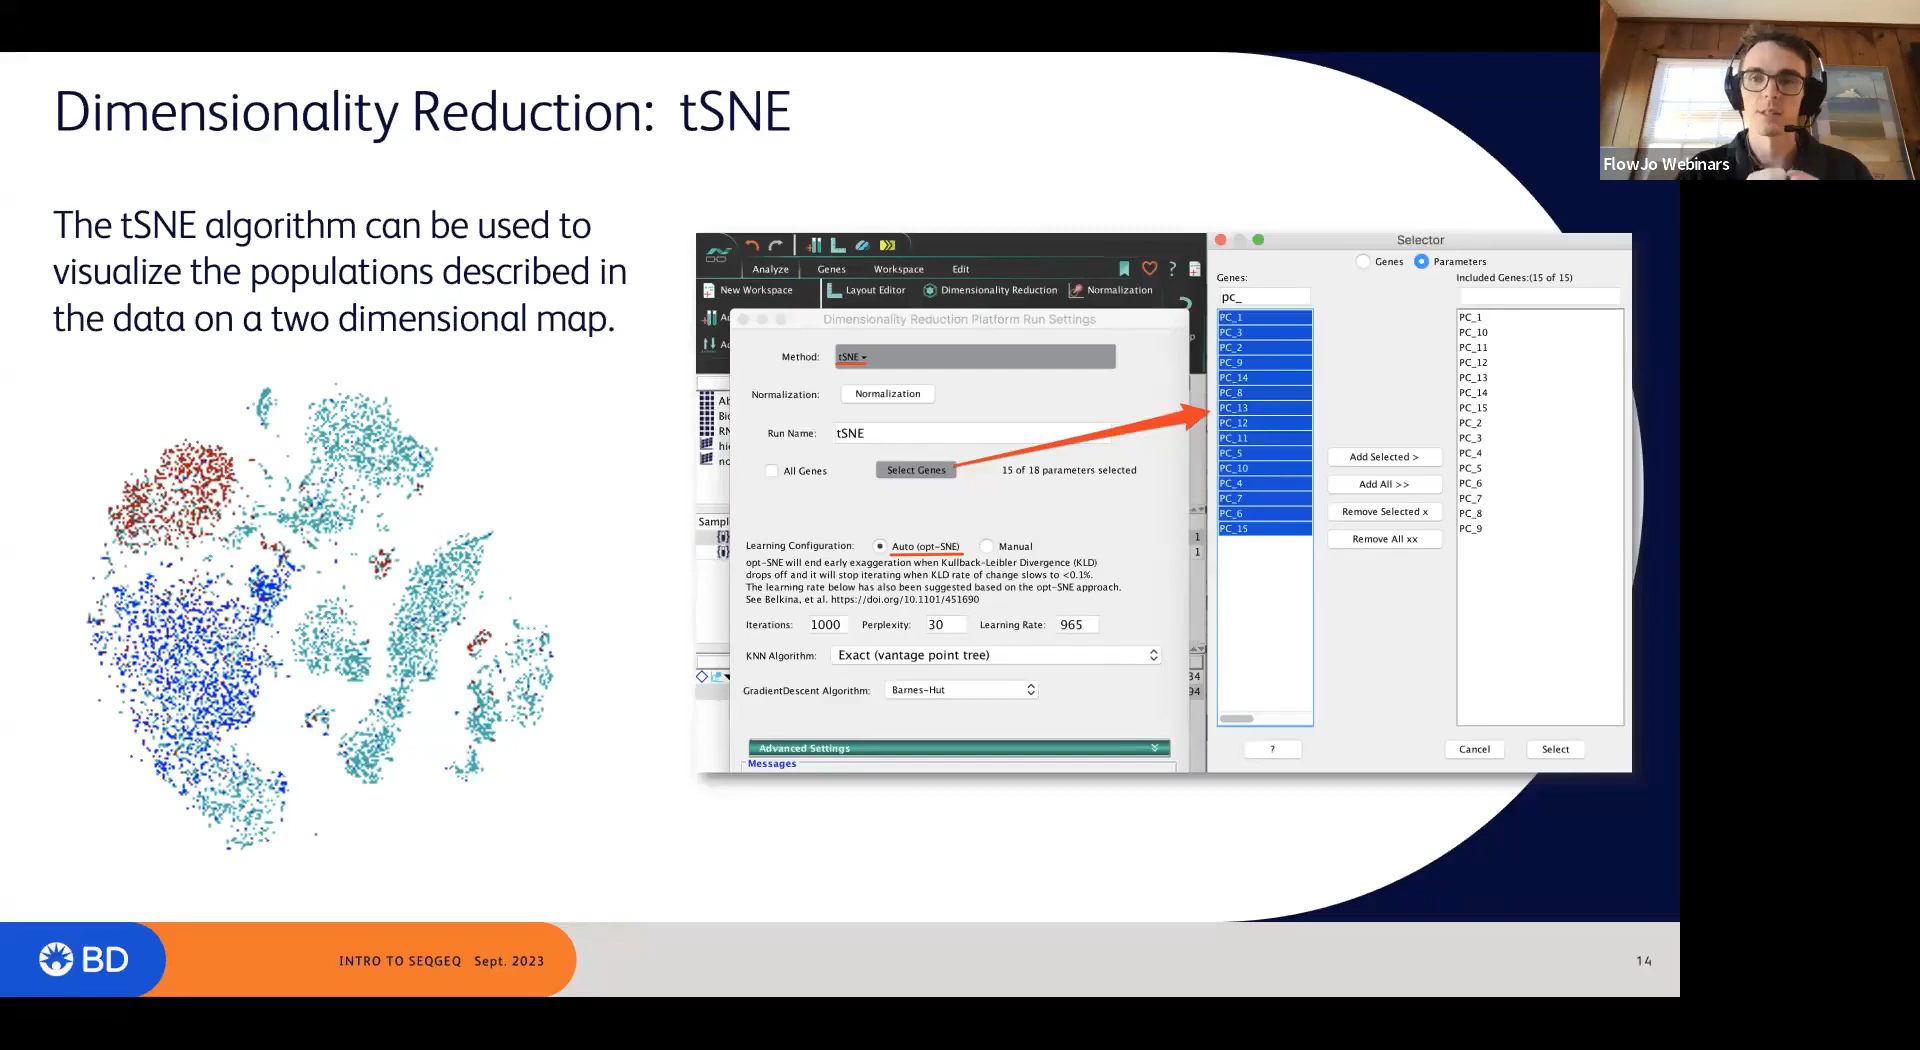 Dimensionality Reduction: tSNE
FlowJo Webinars
The tSNE algorithm can be used to
visualize the populations described in
the data on a two dimensional map.
Analyze Genes Workspace Edit ?
New Workspace Layout Editor Dimensionality Reduction Normalization
Dimensionality Reduction Platform Run Settings
Method: tSNE
Normalization: Normalization
Run Name: tSNE
All Genes Select Genes 15 of 18 parameters selected
Learning Configuration: Auto (opt-SNE) Manual
opt-SNE will end early exaggeration when Kullback-Leibler Divergence (KLD)
drops off and it will stop iterating when KLD rate of change slows to <0.1%.
The learning rate below has also been suggested based on the opt-SNE approach.
See Belkina, et al. https://doi.org/10.1101/451690
Iterations: 1000 Perplexity: 30 Learning Rate: 965
KNN Algorithm: Exact (vantage point tree)
GradientDescent Algorithm: Barnes-Hut
Advanced Settings
Messages
Sampl
1
1
34
94
Selector
Genes Parameters
Genes:
pc_
PC_1
PC_3
PC_2
PC_9
PC_14
PC_8
PC_13
PC_12
PC_11
PC_5
PC_10
PC_4
PC_7
PC_6
PC_15
Add Selected >
Add All >>
Remove Selected x
Remove All xx
Included Genes:(15 of 15)
PC_1
PC_10
PC_11
PC_12
PC_13
PC_14
PC_15
PC_2
PC_3
PC_4
PC_5
PC_6
PC_7
PC_8
PC_9
? Cancel Select
BD
INTRO TO SEQGEQ Sept. 2023
14